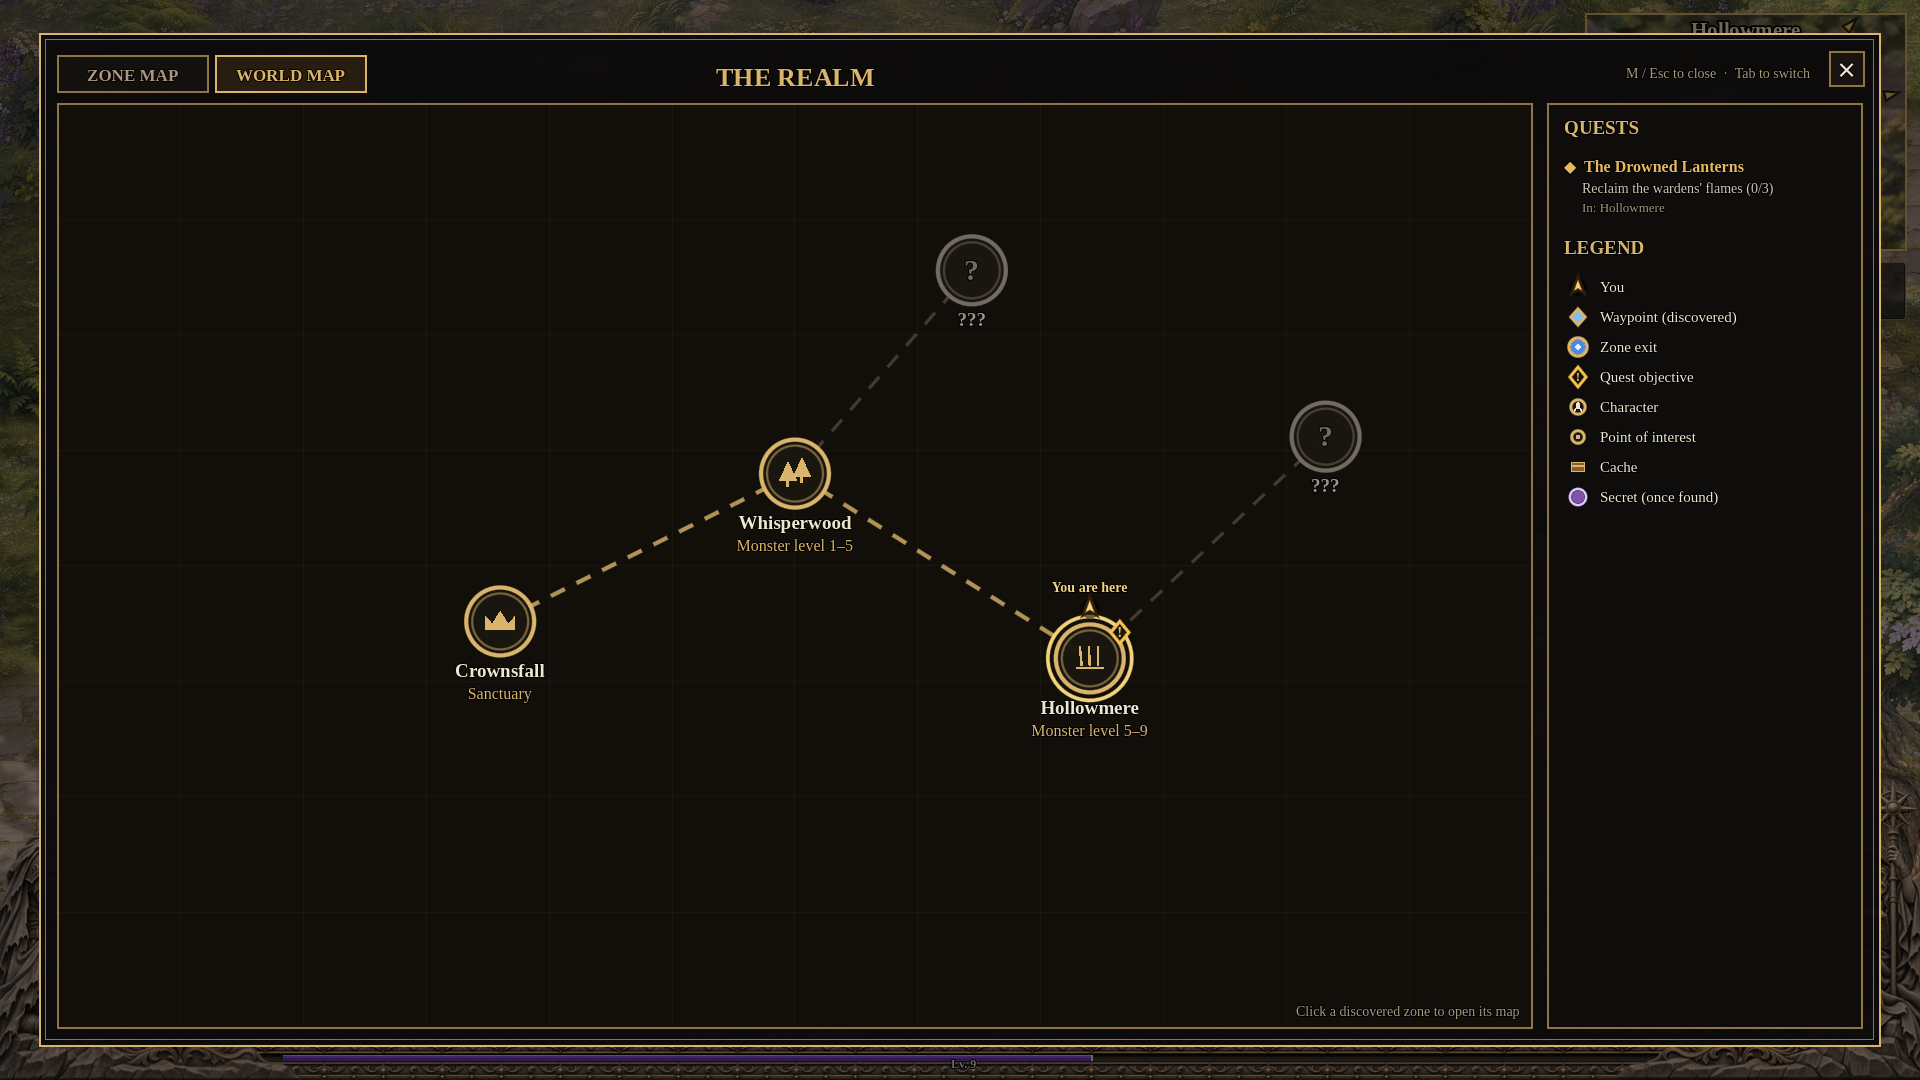 Hollowmere
ZONE MAP
WORLD MAP
THE REALM
M / Esc to close · Tab to switch
QUESTS
The Drowned Lanterns
Reclaim the wardens' flames (0/3)
In: Hollowmere
LEGEND
You
Waypoint (discovered)
Zone exit
Quest objective
Character
Point of interest
Cache
Secret (once found)
?
???
?
???
Whisperwood
Monster level 1–5
You are here
!
Crownsfall
Sanctuary
Hollowmere
Monster level 5–9
Click a discovered zone to open its map
Lv. 9